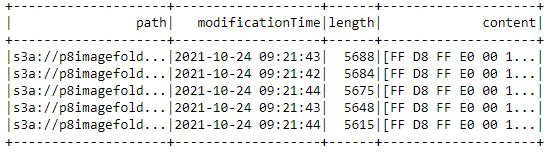 +--------------------+-------------------+------+--------------------+
|                path|   modificationTime|length|             content|
+--------------------+-------------------+------+--------------------+
|s3a://p8imagefold...|2021-10-24 09:21:43|  5688|[FF D8 FF E0 00 1...|
|s3a://p8imagefold...|2021-10-24 09:21:42|  5684|[FF D8 FF E0 00 1...|
|s3a://p8imagefold...|2021-10-24 09:21:44|  5675|[FF D8 FF E0 00 1...|
|s3a://p8imagefold...|2021-10-24 09:21:43|  5648|[FF D8 FF E0 00 1...|
|s3a://p8imagefold...|2021-10-24 09:21:44|  5615|[FF D8 FF E0 00 1...|
+--------------------+-------------------+------+--------------------+